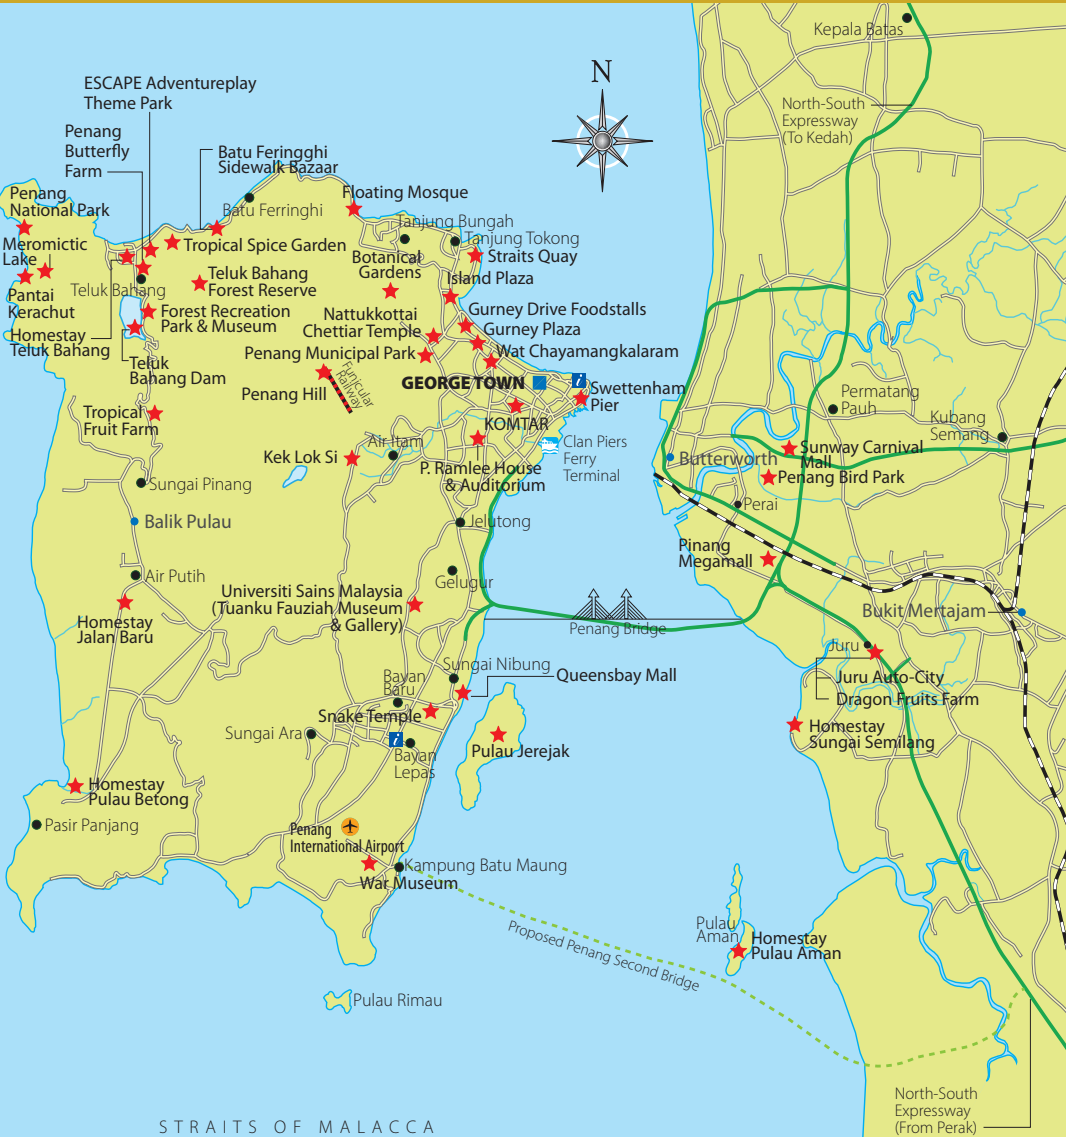 Kepala Batas
N
ESCAPE Adventureplay
Theme Park
North-South
Expressway
(To Kedah)
Penang
Butterfly
Farm
Batu Feringghi
Sidewalk Bazaar
Penang
National Park
Floating Mosque
Batu Ferringhi
Tanjung Bungah
Tanjung Tokong
Meromictic
Lake
Tropical Spice Garden
Botanical
Gardens
Straits Quay
Teluk Bahang
Forest Reserve
Island Plaza
Teluk Bahang
Pantai
Kerachut
Forest Recreation
Park & Museum
Nattukkottai
Chettiar Temple
Gurney Drive Foodstalls
Gurney Plaza
Homestay
Teluk Bahang
Penang Municipal Park
Wat Chayamangkalaram
Teluk
Bahang Dam
Funicular
Railway
GEORGE TOWN
i
Swettenham
Pier
Penang Hill
Permatang
Pauh
Tropical
Fruit Farm
KOMTAR
Kubang
Semang
Air Itam
Clan Piers
Ferry
Terminal
Kek Lok Si
P. Ramlee House
& Auditorium
Butterworth
Sunway Carnival
Mall
Penang Bird Park
Sungai Pinang
Perai
Balik Pulau
Jelutong
Pinang
Megamall
Air Putih
Gelugur
Universiti Sains Malaysia
(Tuanku Fauziah Museum
& Gallery)
Bukit Mertajam
Homestay
Jalan Baru
Penang Bridge
Juru
Sungai Nibung
Bayan
Baru
Queensbay Mall
Juru Auto-City
Dragon Fruits Farm
Snake Temple
Sungai Ara
i
Bayan
Lepas
Pulau Jerejak
Homestay
Sungai Semilang
Homestay
Pulau Betong
Pasir Panjang
Penang
International Airport
Kampung Batu Maung
War Museum
Pulau
Aman
Homestay
Pulau Aman
Proposed Penang Second Bridge
Pulau Rimau
North-South
Expressway
(From Perak)
STRAITS OF MALACCA